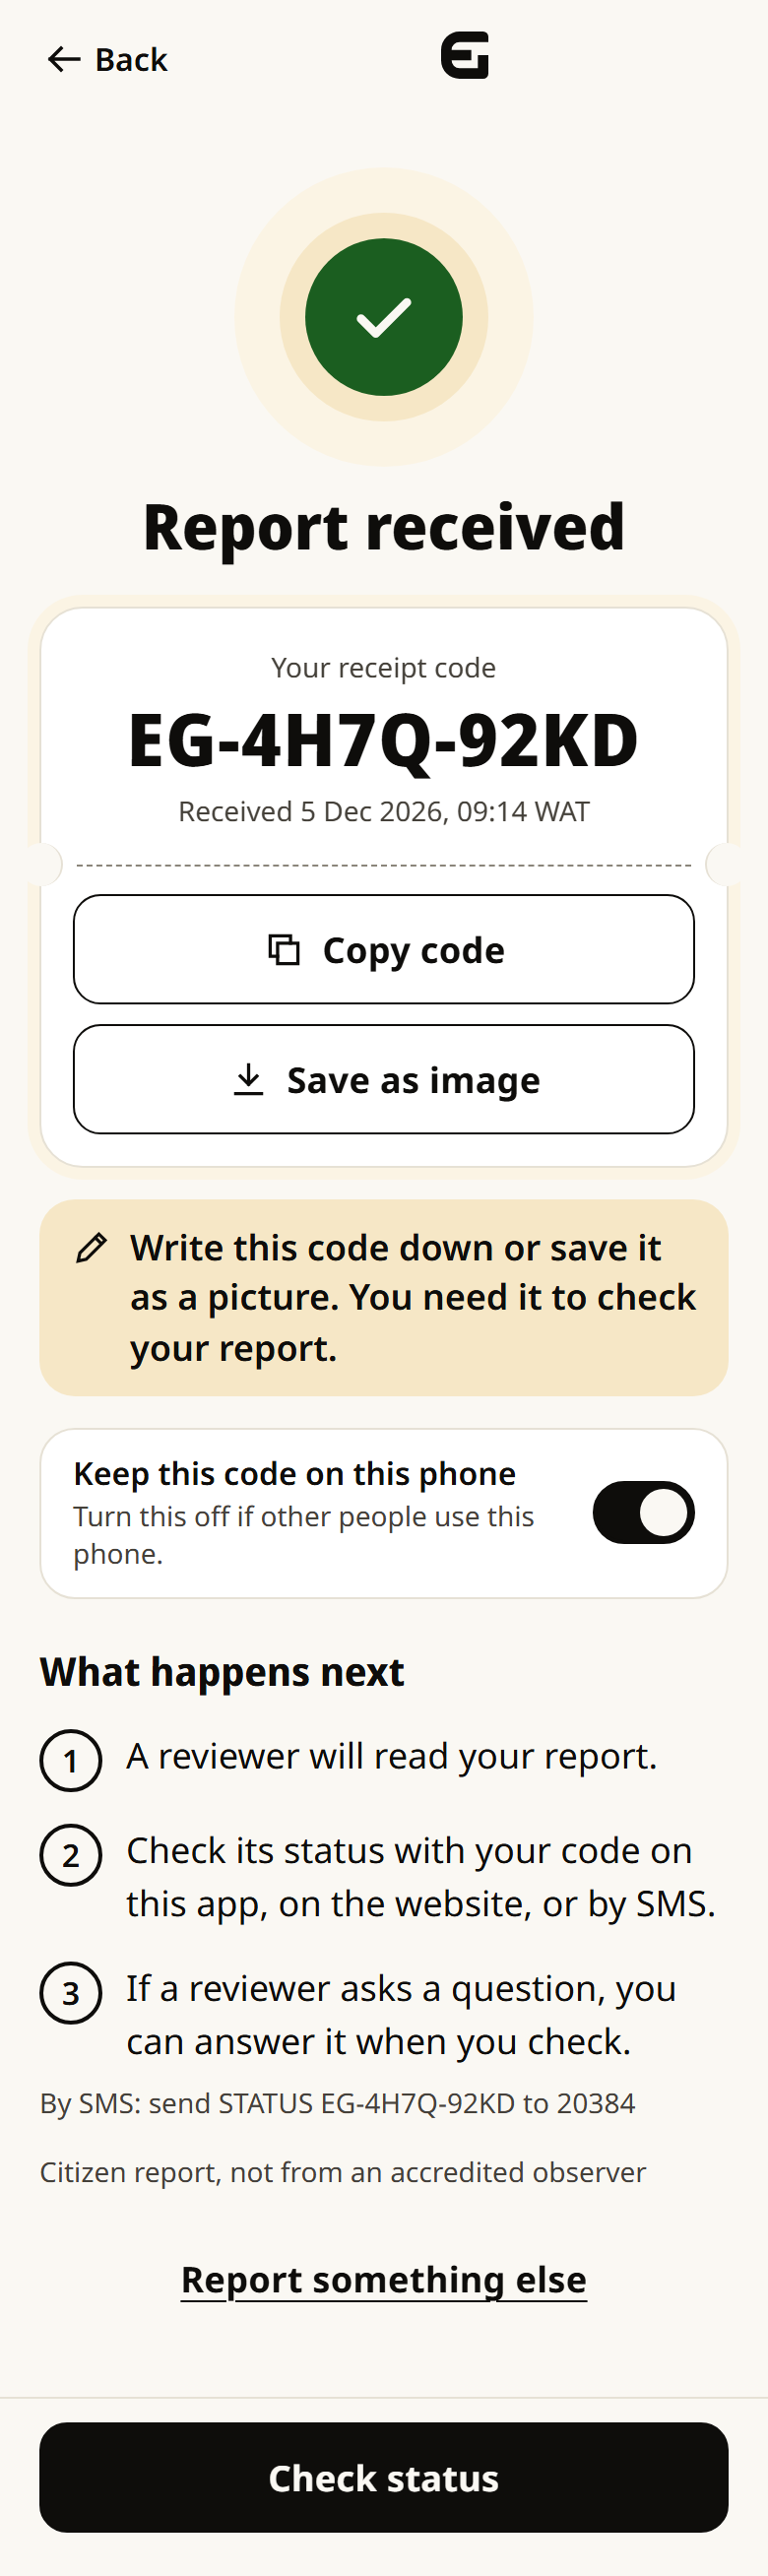 Back
EG
Report received
Your receipt code
EG-4H7Q-92KD
Received 5 Dec 2026, 09:14 WAT
Copy code
Save as image
Write this code down or save it
as a picture. You need it to check
your report.
Keep this code on this phone
Turn this off if other people use this
phone.
What happens next
1 A reviewer will read your report.
2 Check its status with your code on
this app, on the website, or by SMS.
3 If a reviewer asks a question, you
can answer it when you check.
By SMS: send STATUS EG-4H7Q-92KD to 20384
Citizen report, not from an accredited observer
Report something else
Check status